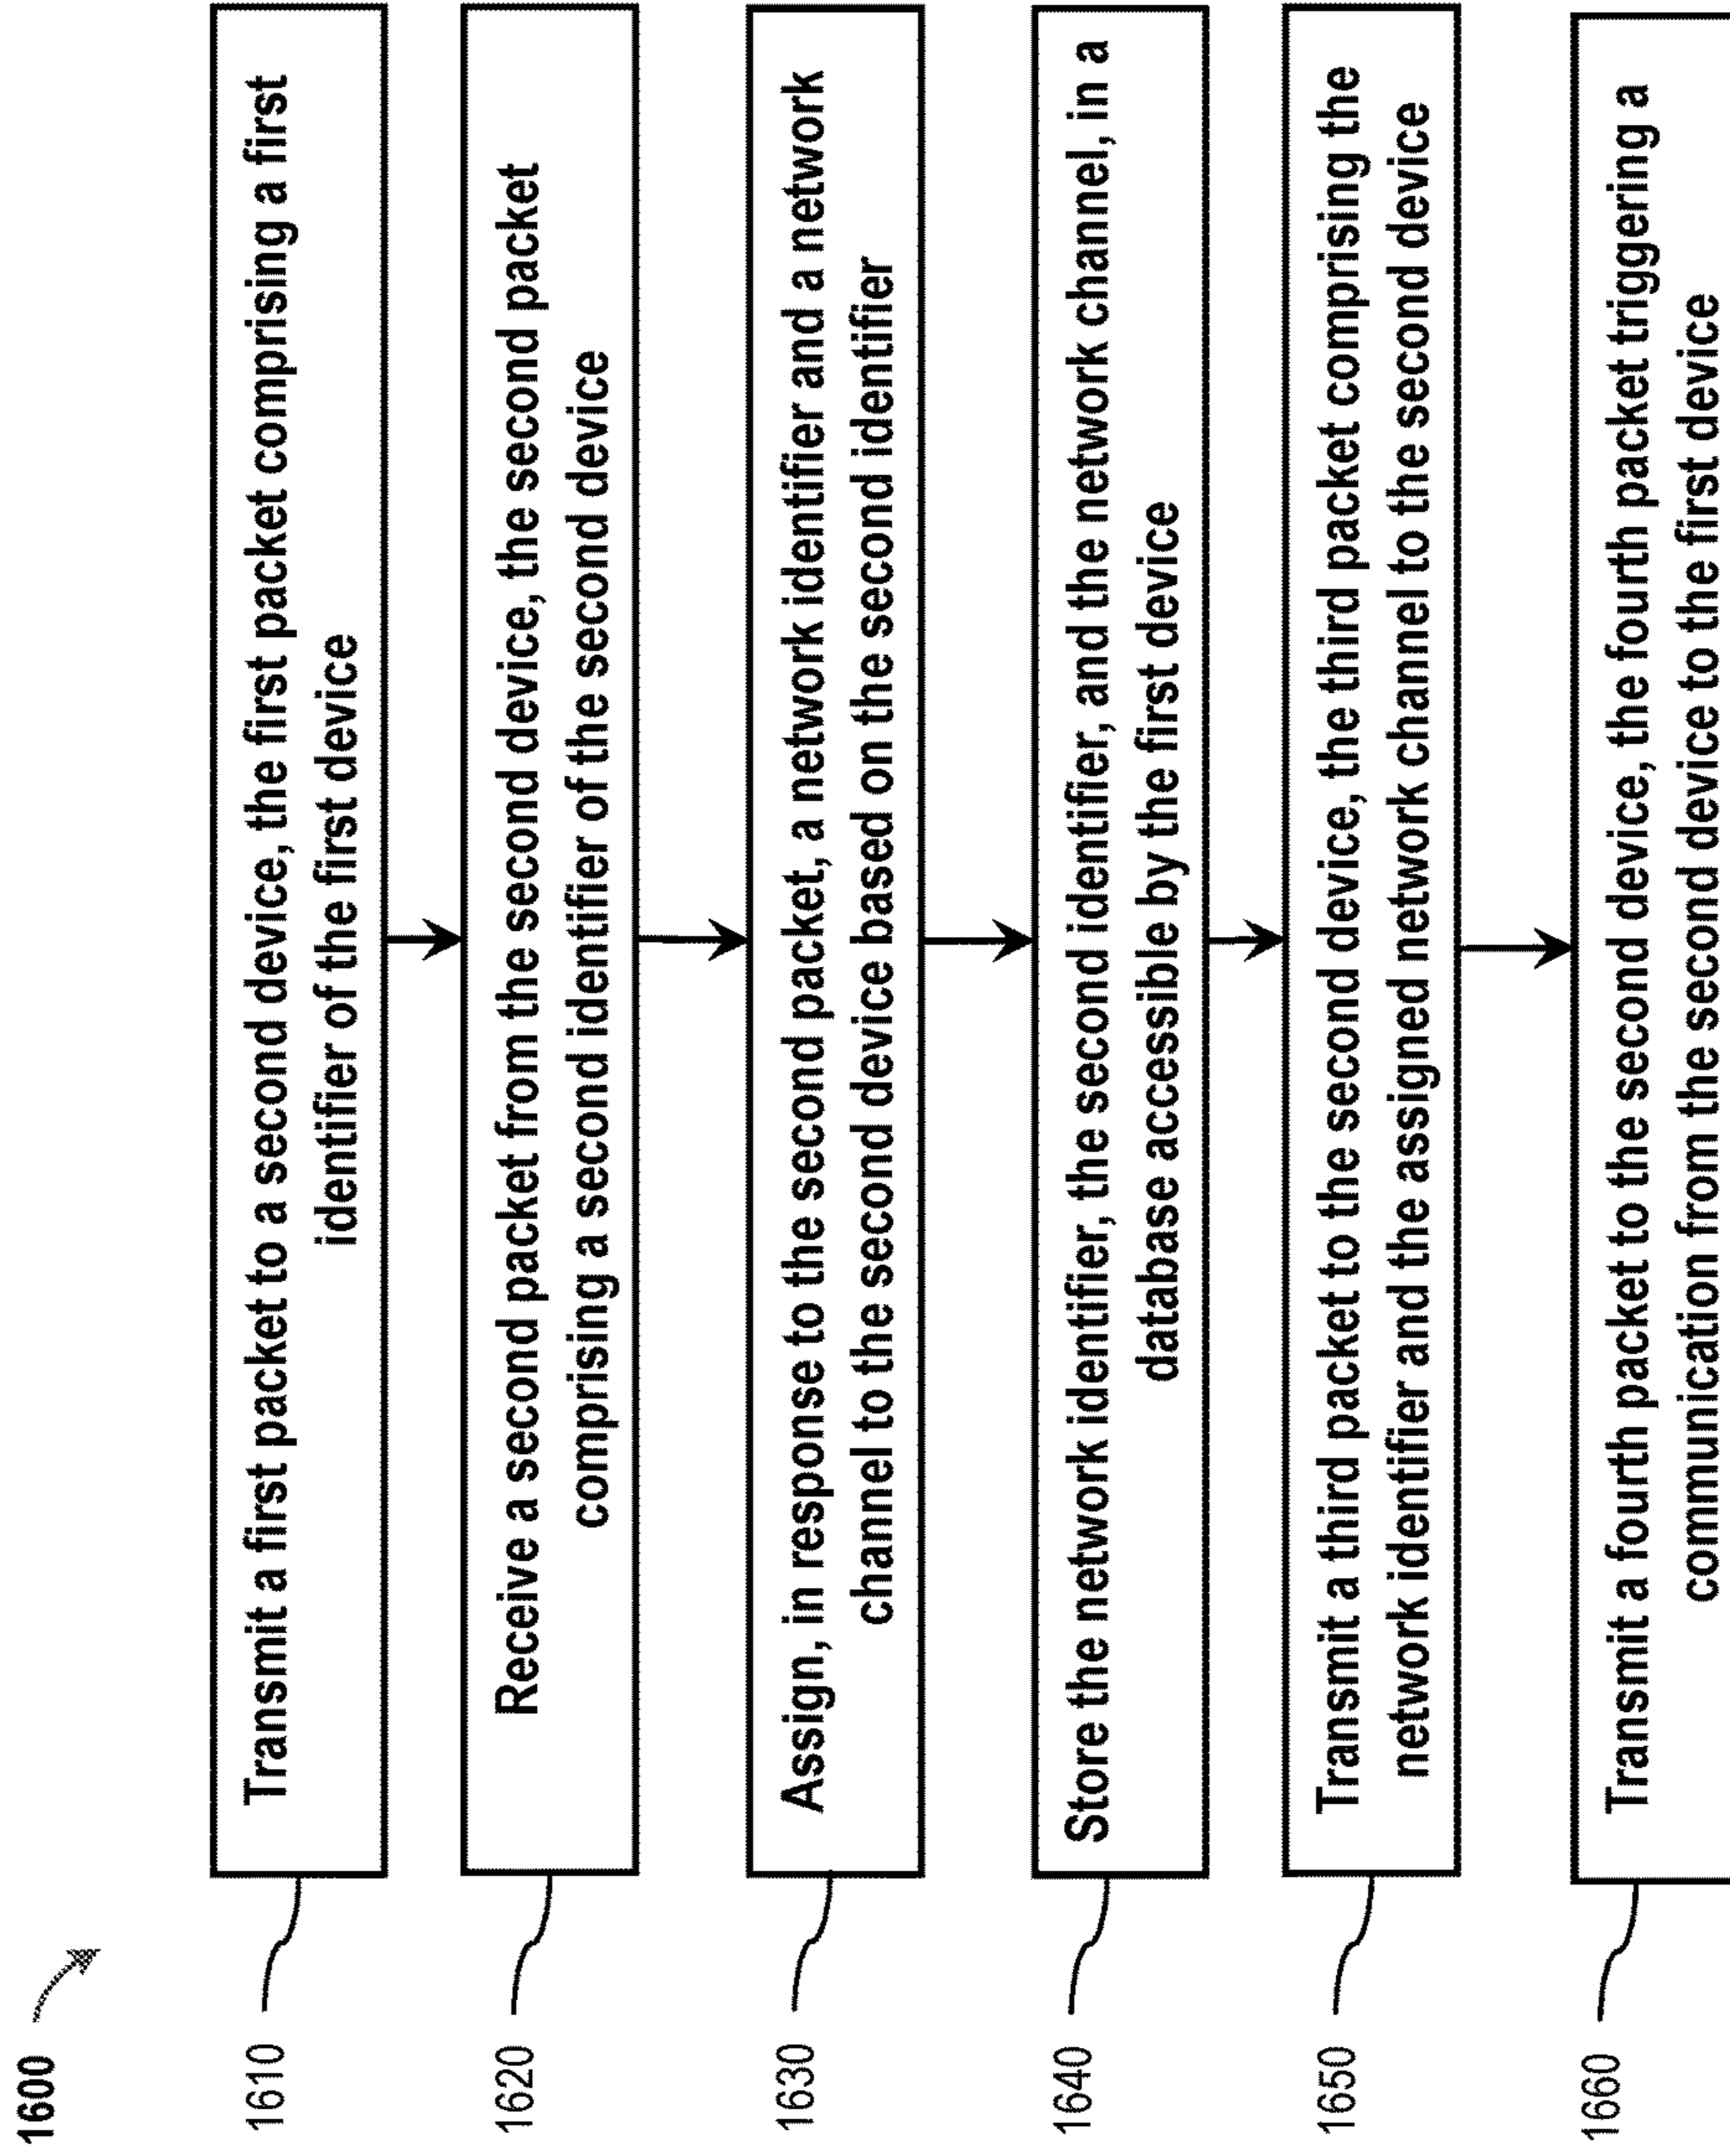 1600
1610
Transmit a first packet to a second device, the first packet comprising a first
identifier of the first device
1620
Receive a second packet from the second device, the second packet
comprising a second identifier of the second device
1630
Assign, in response to the second packet, a network identifier and a network
channel to the second device based on the second identifier
1640
Store the network identifier, the second identifier, and the network channel, in a
database accessible by the first device
1650
Transmit a third packet to the second device, the third packet comprising the
network identifier and the assigned network channel to the second device
1660
Transmit a fourth packet to the second device, the fourth packet triggering a
communication from the second device to the first device